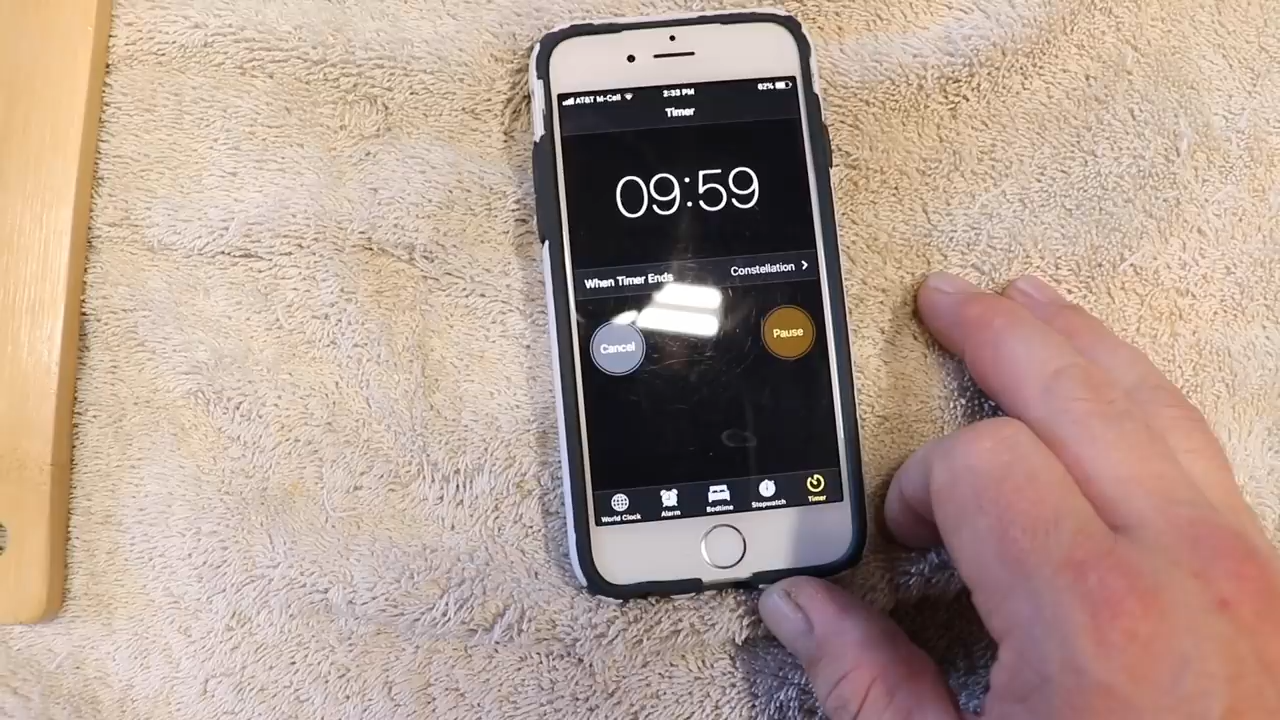 AT&T M-Cell 2:33 PM 62%
Timer
09:59
When Timer Ends Constellation
Cancel Pause
World Clock Alarm Bedtime Stopwatch Timer